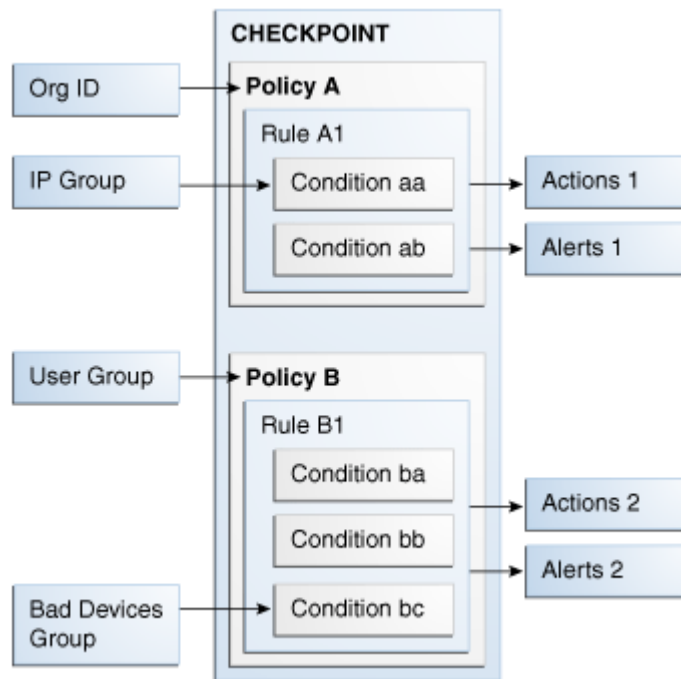 CHECKPOINT
Org ID
Policy A
Rule A1
IP Group
Condition aa
Actions 1
Condition ab
Alerts 1
User Group
Policy B
Rule B1
Condition ba
Actions 2
Condition bb
Alerts 2
Bad Devices
Group
Condition bc